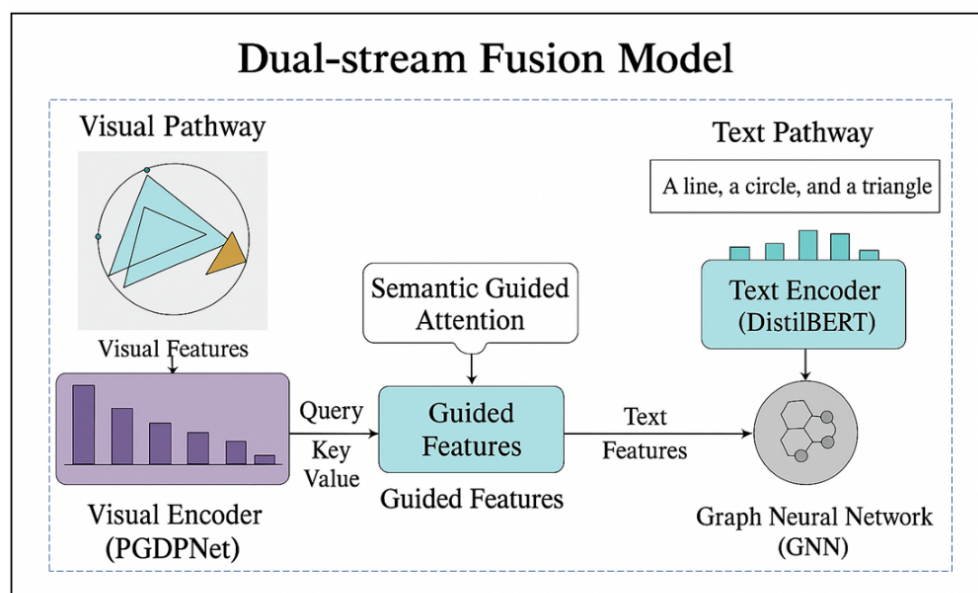 Dual-stream Fusion Model
Visual Pathway
Visual Features
Visual Encoder
(PGDPNet)
Query
Key
Value
Semantic Guided
Attention
Guided
Features
Guided Features
Text
Features
Text Pathway
A line, a circle, and a triangle
Text Encoder
(DistilBERT)
Graph Neural Network
(GNN)